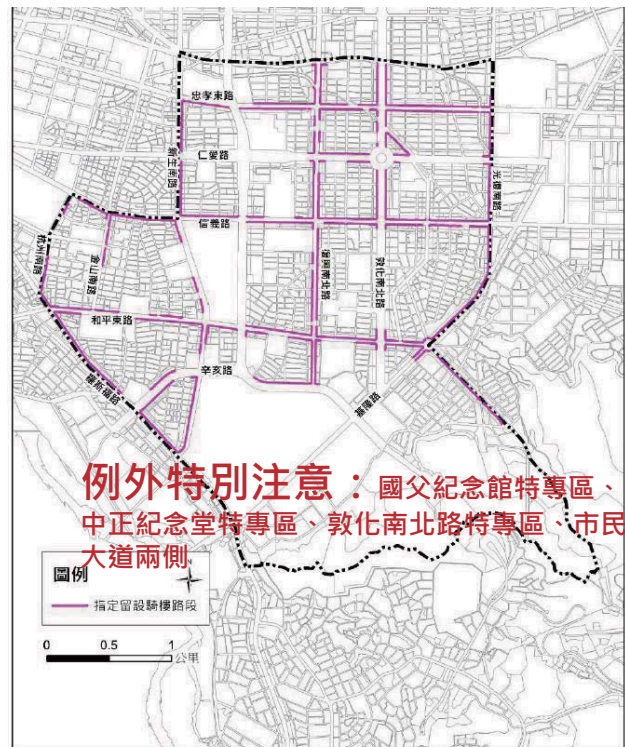 忠孝東路
仁愛路
新生南路
光復南路
信義路
杭州南路
金山南路
復興南北路
敦化南北路
和平東路
辛亥路
羅斯福路
基隆路
例外特別注意：國父紀念館特專區、
中正紀念堂特專區、敦化南北路特專區、市民
大道兩側
圖例
N
指定留設騎樓路段
0 0.5 1
公里